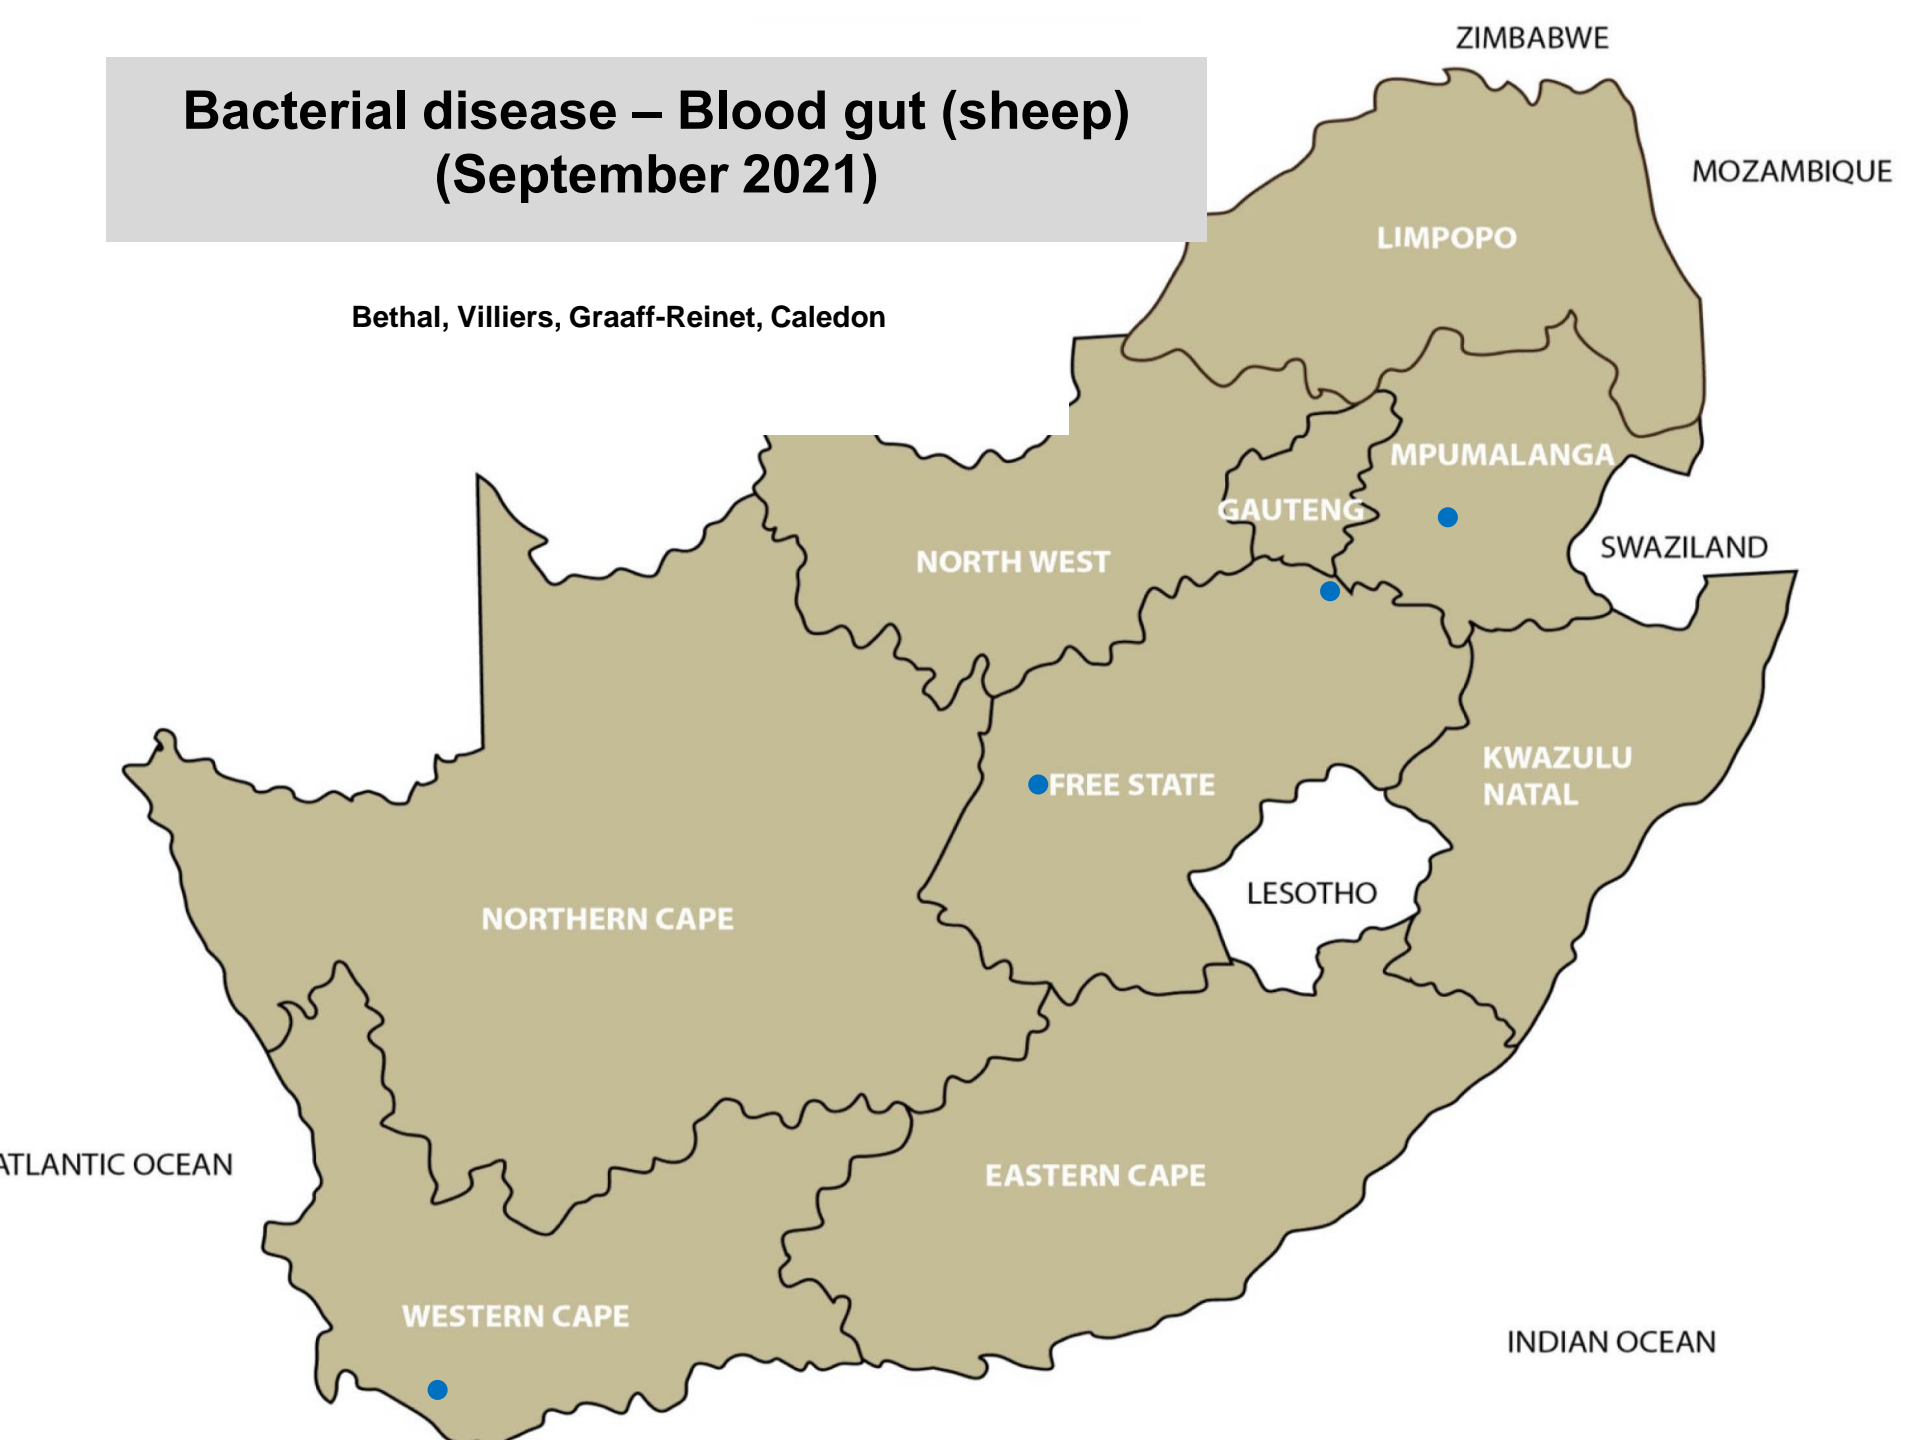 ZIMBABWE
Bacterial disease – Blood gut (sheep)
(September 2021)
MOZAMBIQUE
LIMPOPO
Bethal, Villiers, Graaff-Reinet, Caledon
MPUMALANGA
GAUTENG
SWAZILAND
NORTH WEST
KWAZULU
NATAL
FREE STATE
LESOTHO
NORTHERN CAPE
ATLANTIC OCEAN
EASTERN CAPE
WESTERN CAPE
INDIAN OCEAN